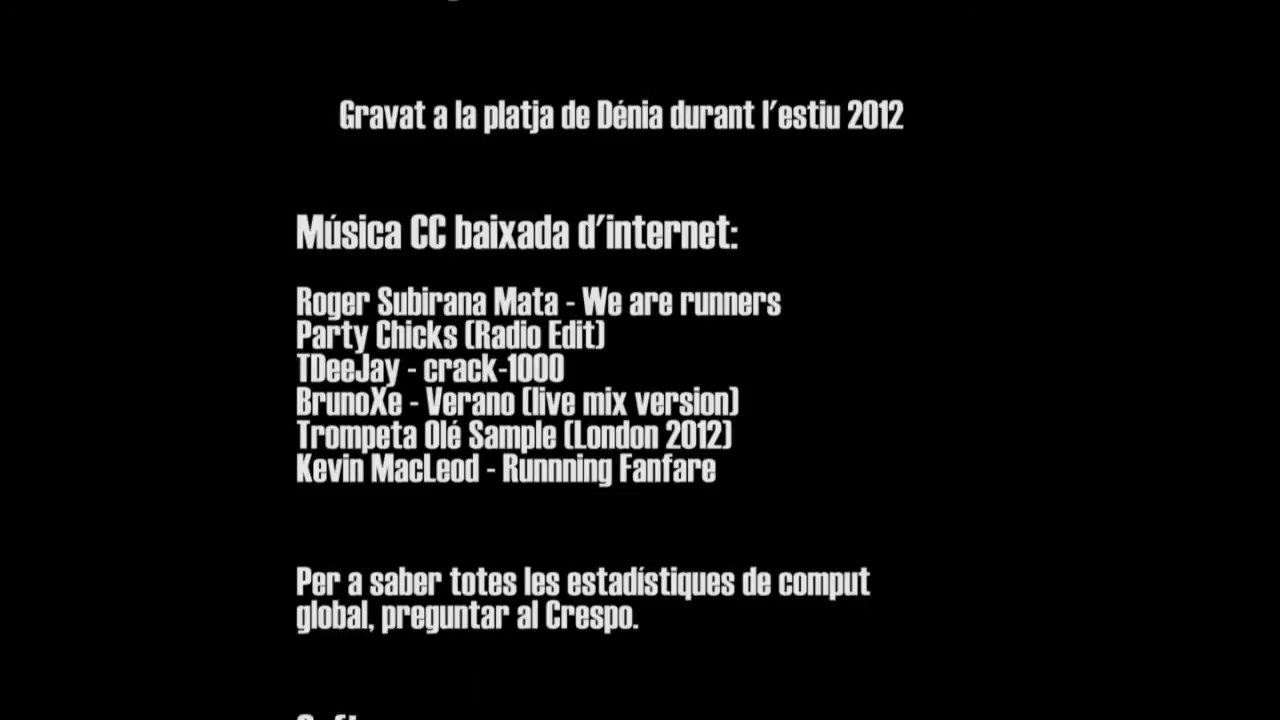 Gravat a la platja de Dénia durant l'estiu 2012
Música CC baixada d'internet:
Roger Subirana Mata - We are runners
Party Chicks (Radio Edit)
TDeeJay - crack-1000
BrunoXe - Verano (live mix version)
Trompeta Olé Sample (London 2012)
Kevin MacLeod - Runnning Fanfare
Per a saber totes les estadístiques de comput
global, preguntar al Crespo.